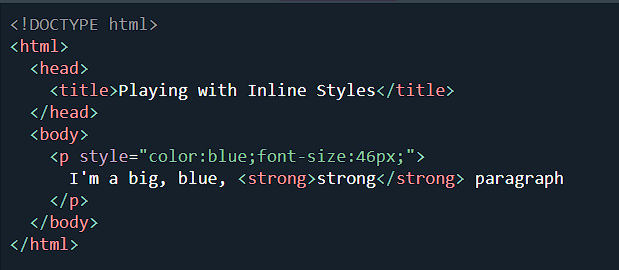 <!DOCTYPE html>
<html>
  <head>
    <title>Playing with Inline Styles</title>
  </head>
  <body>
    <p style="color:blue;font-size:46px;">
      I'm a big, blue, <strong>strong</strong> paragraph
    </p>
  </body>
</html>